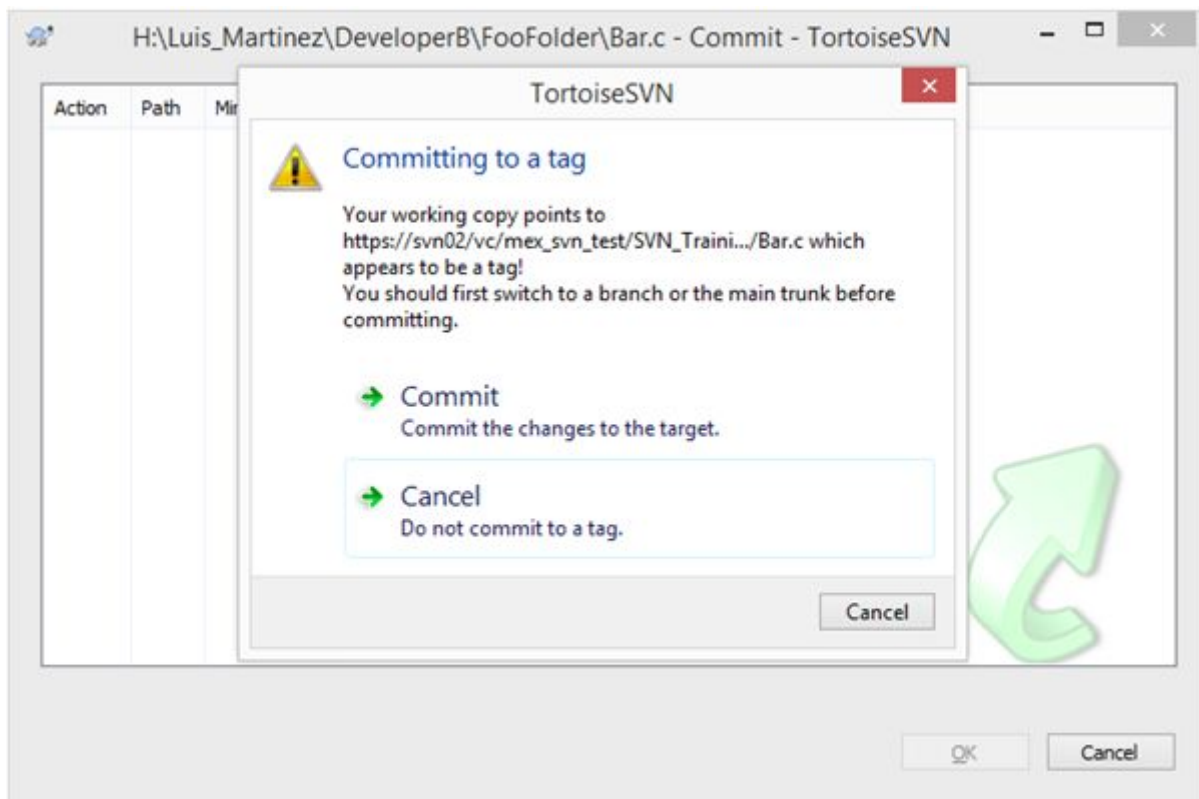 H:\Luis_Martinez\DeveloperB\FooFolder\Bar.c - Commit - TortoiseSVN
TortoiseSVN
Action Path
Committing to a tag
Your working copy points to
https://svn02/vc/mex_svn_test/SVN_Traini.../Bar.c which
appears to be a tag!
You should first switch to a branch or the main trunk before
committing.
Commit
Commit the changes to the target.
Cancel
Do not commit to a tag.
Cancel
OK Cancel